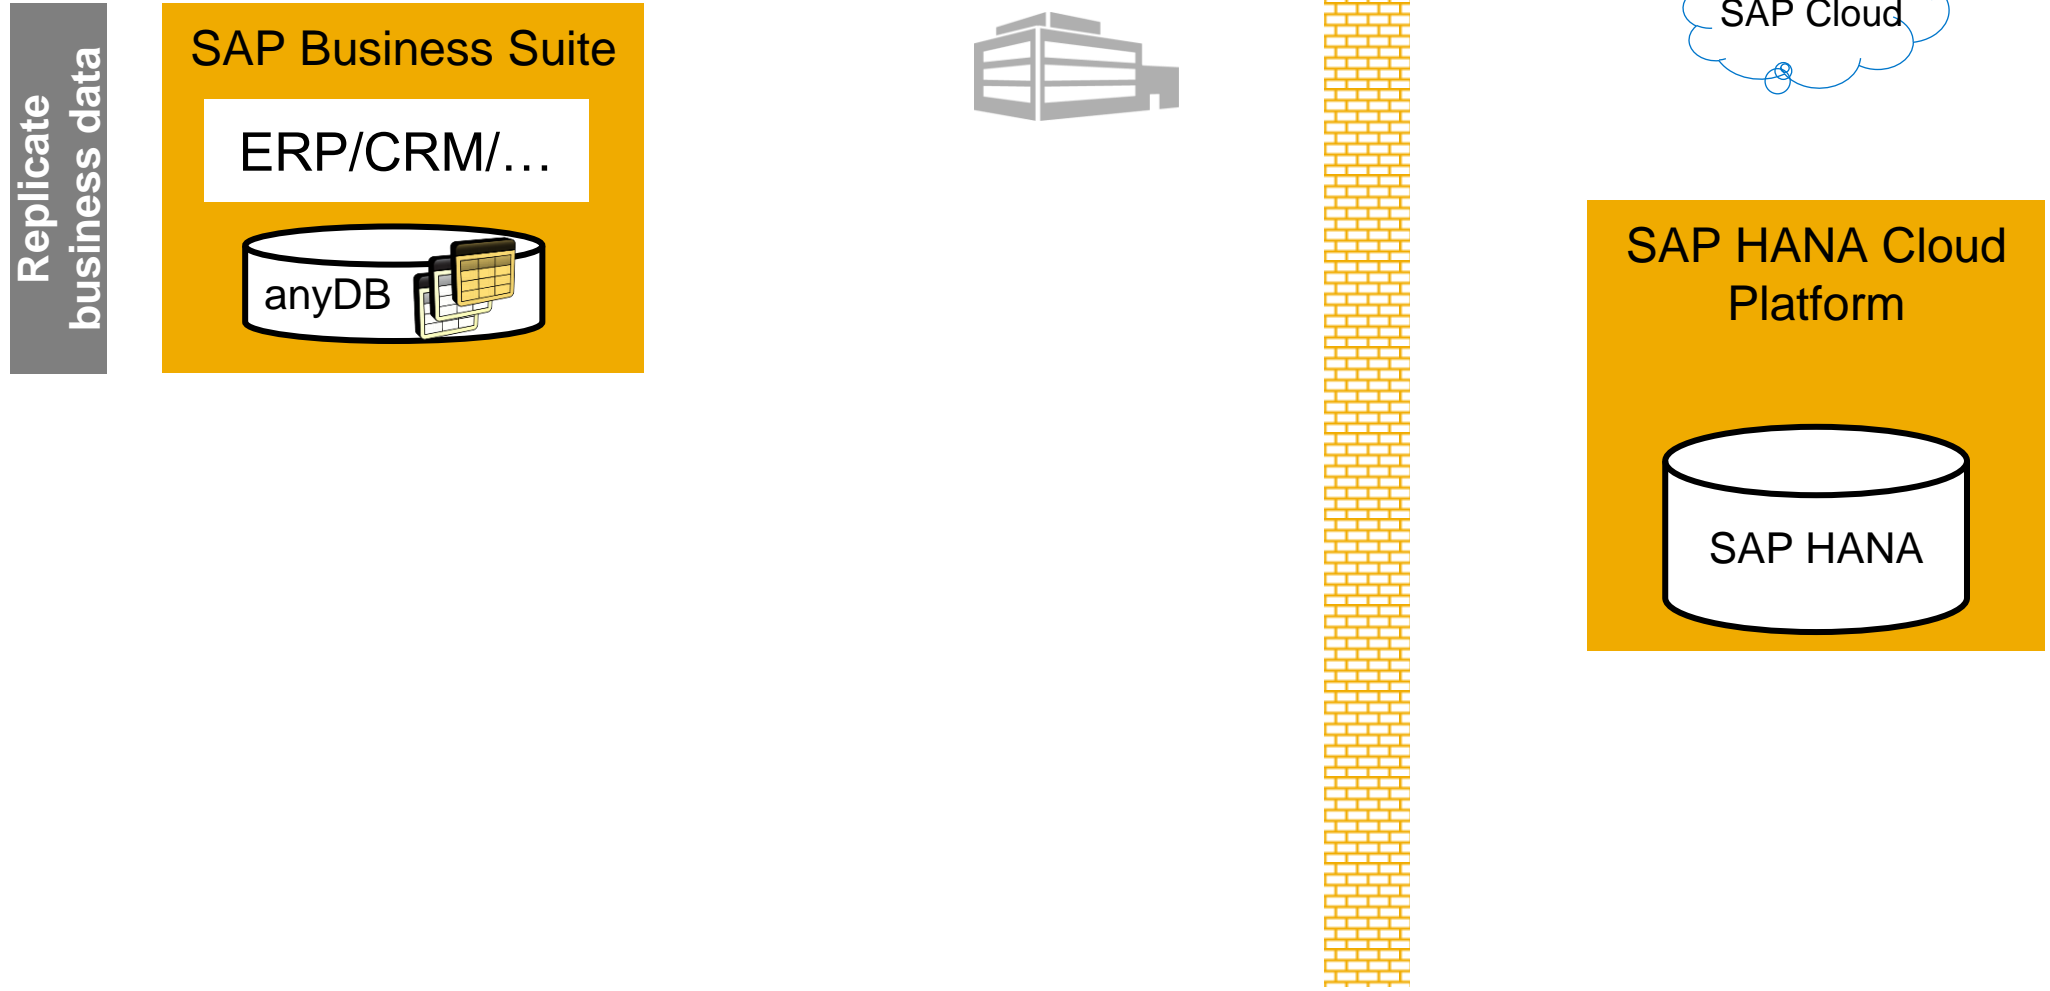 Replicate
business data
SAP Business Suite
ERP/CRM/…
anyDB
SAP Cloud
SAP HANA Cloud
Platform
SAP HANA